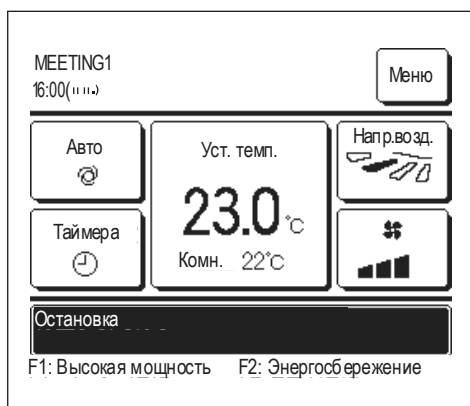 MEETING1
16:00
Меню
Авто
Уст. темп.
Напр.возд.
23.0 °C
Таймера
Комн. 22°C
Остановка
F1: Высокая мощность F2: Энергосбережение